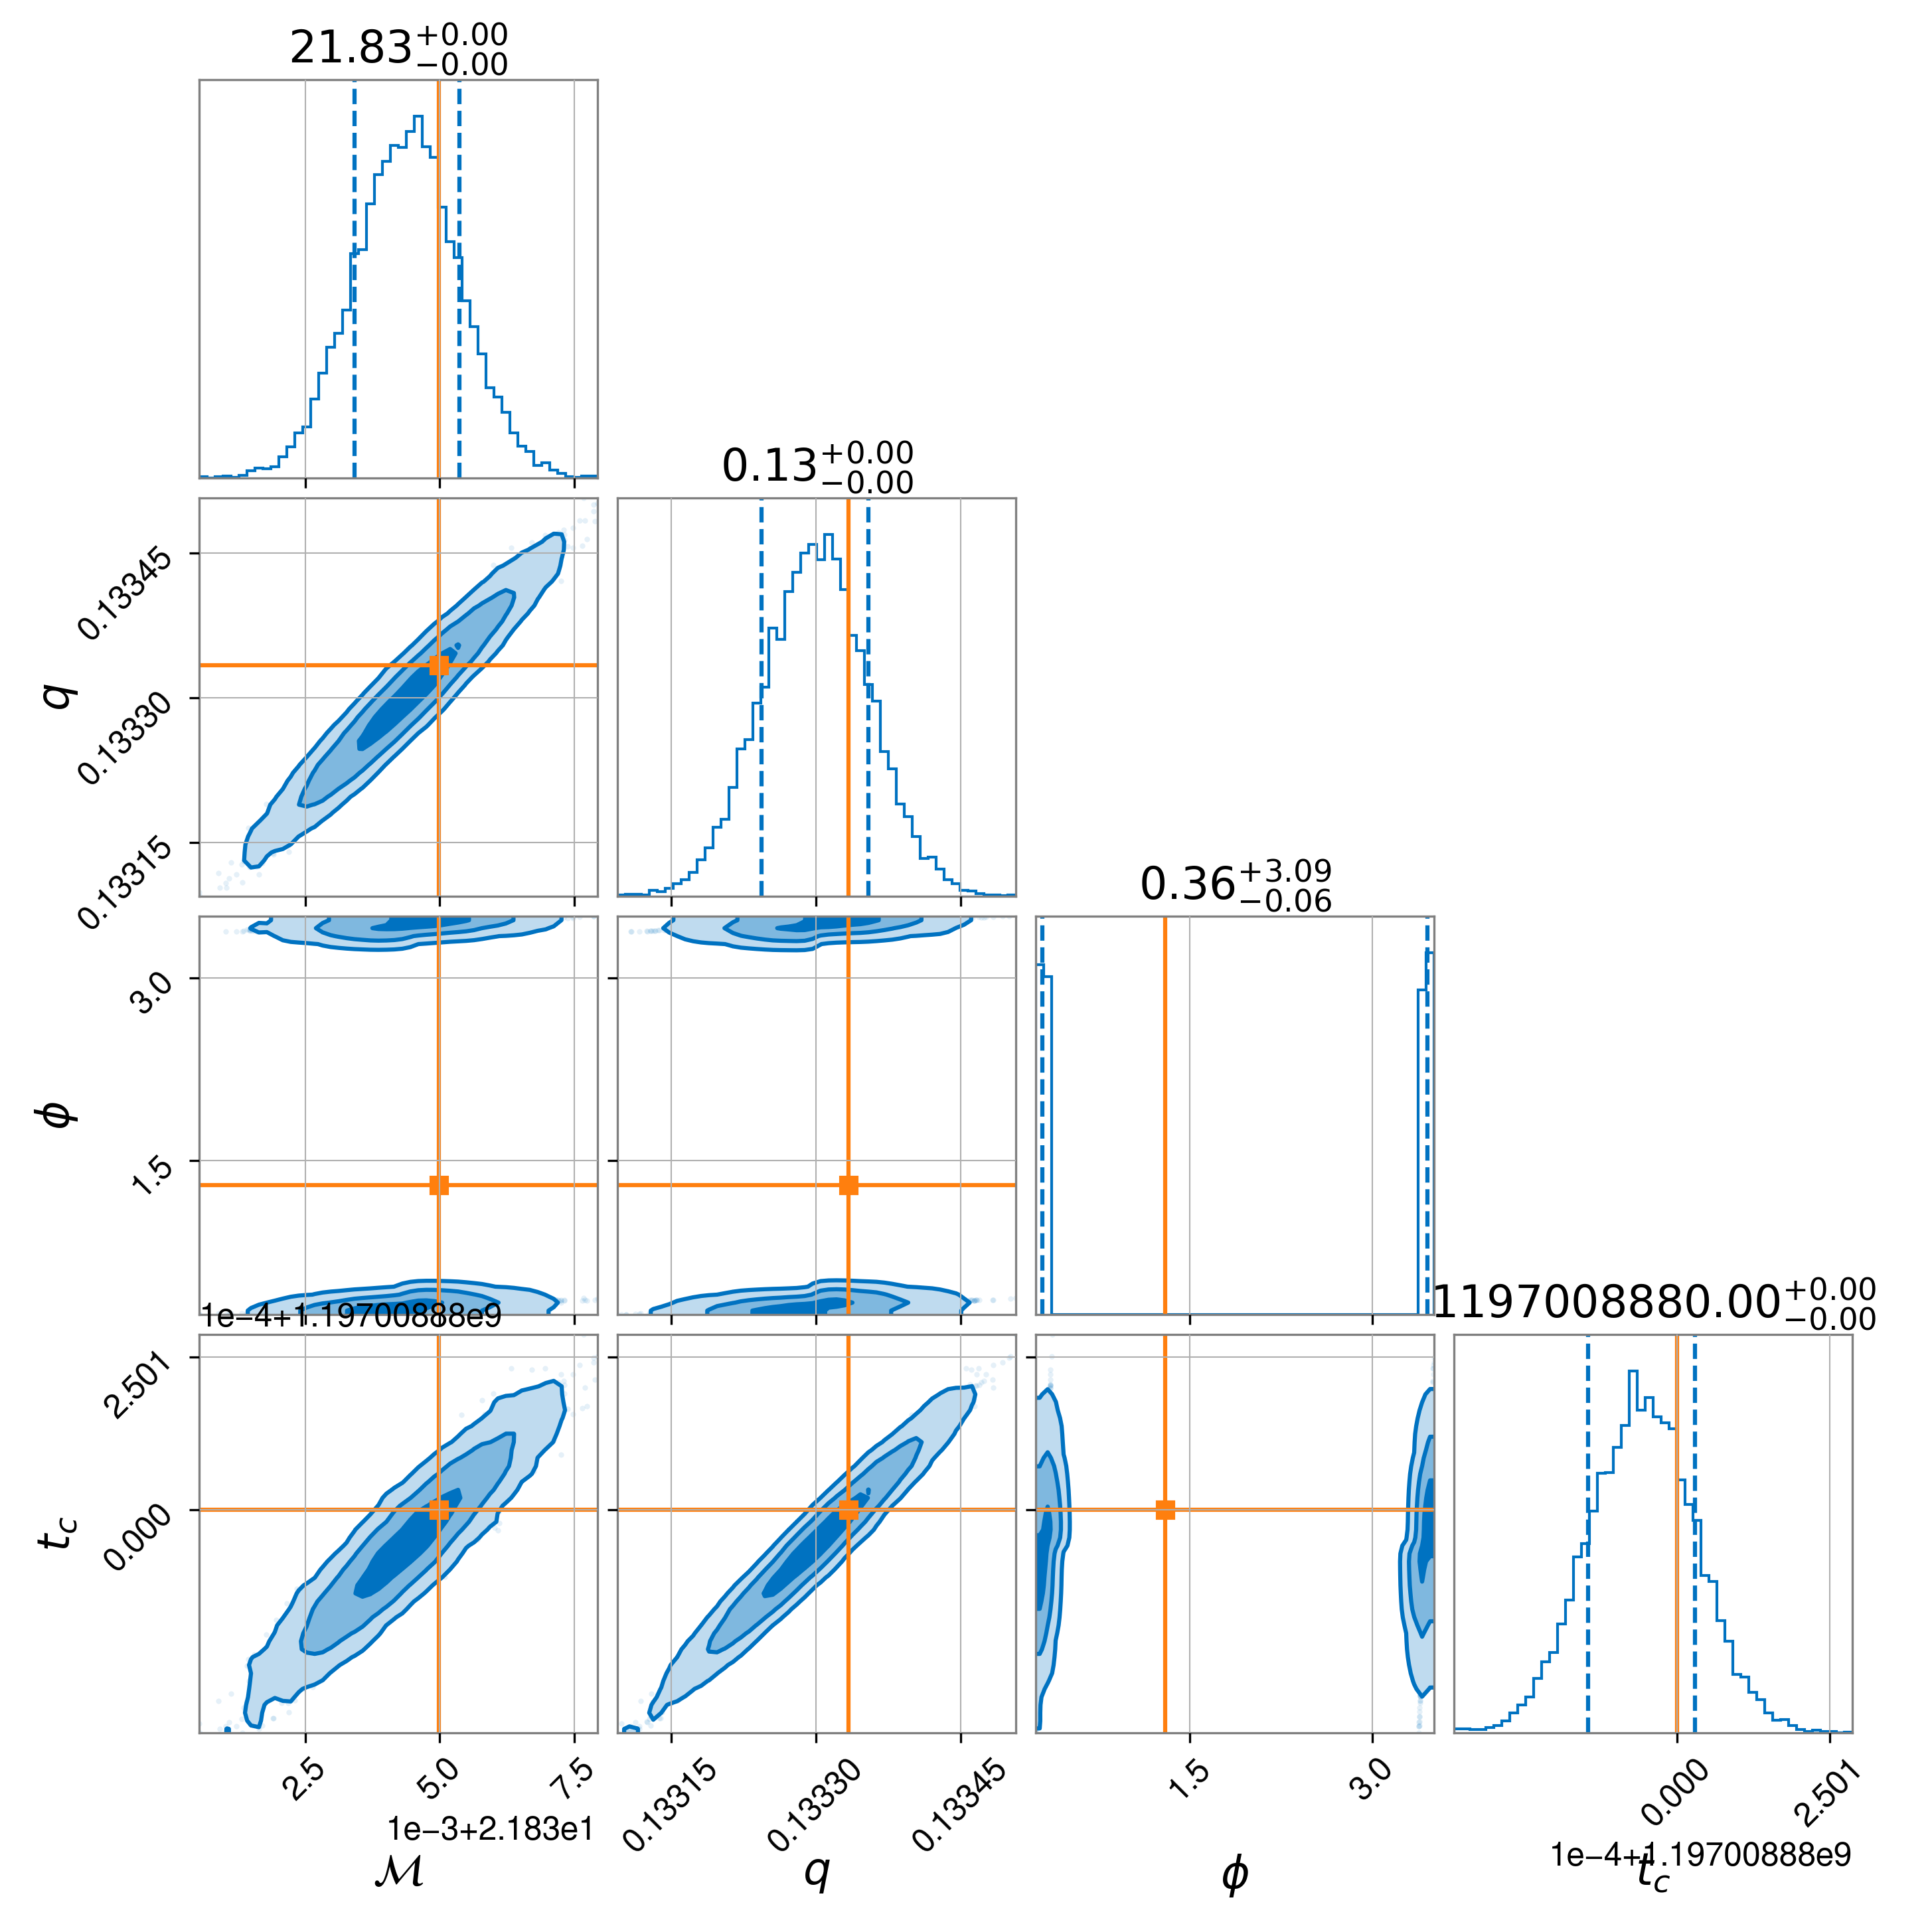 21.83+0.00−0.00
0.13+0.00−0.00
q
0.13345
0.13330
0.13315
0.36+3.09−0.06
ϕ
3.0
1.5
1197008880.00+0.00−0.00
1e−4+1.19700888e9
t_c
2.501
0.000
2.5 5.0 7.5
0.13315 0.13330 0.13345
1.5 3.0
0.000 2.501
1e−3+2.183e1
1e−4+1.19700888e9
ℳ q ϕ t_c